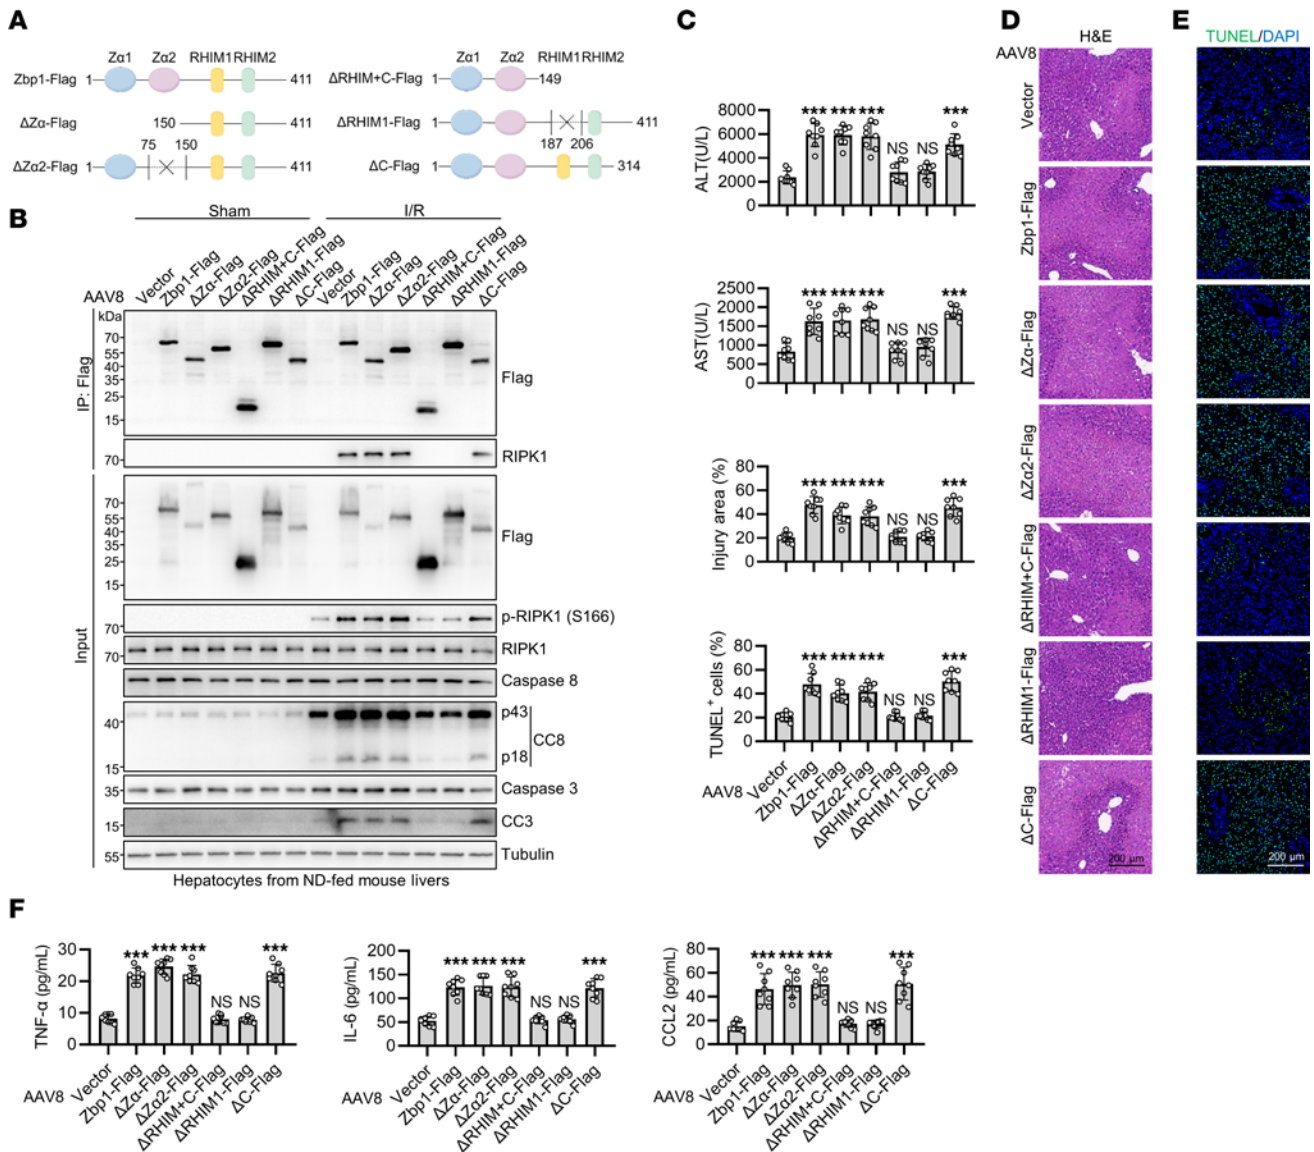 A
Zα1 Zα2 RHIM1 RHIM2
Zbp1-Flag 1 411
ΔZα-Flag 150 411
75 150
ΔZα2-Flag 1 411
Zα1 Zα2 RHIM1 RHIM2
ΔRHIM+C-Flag 1 149
ΔRHIM1-Flag 1 411
187 206
ΔC-Flag 1 314
B
Sham I/R
AAV8 Vector Zbp1-Flag ΔZα-Flag ΔZα2-Flag ΔRHIM+C-Flag ΔRHIM1-Flag ΔC-Flag Vector Zbp1-Flag ΔZα-Flag ΔZα2-Flag ΔRHIM+C-Flag ΔRHIM1-Flag ΔC-Flag
kDa
IP: Flag
70
55
40
35
25
15
Flag
70 RIPK1
Input
70
55
40
35
25
15
Flag
70 p-RIPK1 (S166)
70 RIPK1
55 Caspase 8
40 p43
CC8
15 p18
35 Caspase 3
15 CC3
55 Tubulin
Hepatocytes from ND-fed mouse livers
C
ALT(U/L)
8000
6000
4000
2000
0
*** *** *** NS NS ***
AST(U/L)
2500
2000
1500
1000
500
0
*** *** *** NS NS ***
Injury area (%)
80
60
40
20
0
*** *** *** NS NS ***
TUNEL+ cells (%)
80
60
40
20
0
*** *** *** NS NS ***
AAV8 Vector Zbp1-Flag ΔZα-Flag ΔZα2-Flag ΔRHIM+C-Flag ΔRHIM1-Flag ΔC-Flag
D
H&E
AAV8
Vector
Zbp1-Flag
ΔZα-Flag
ΔZα2-Flag
ΔRHIM+C-Flag
ΔRHIM1-Flag
ΔC-Flag
200 μm
E
TUNEL/DAPI
200 μm
F
TNF-α (pg/mL)
30
20
10
0
*** *** *** NS NS ***
AAV8 Vector Zbp1-Flag ΔZα-Flag ΔZα2-Flag ΔRHIM+C-Flag ΔRHIM1-Flag ΔC-Flag
IL-6 (pg/mL)
200
150
100
50
0
*** *** *** NS NS ***
AAV8 Vector Zbp1-Flag ΔZα-Flag ΔZα2-Flag ΔRHIM+C-Flag ΔRHIM1-Flag ΔC-Flag
CCL2 (pg/mL)
80
60
40
20
0
*** *** *** NS NS ***
AAV8 Vector Zbp1-Flag ΔZα-Flag ΔZα2-Flag ΔRHIM+C-Flag ΔRHIM1-Flag ΔC-Flag